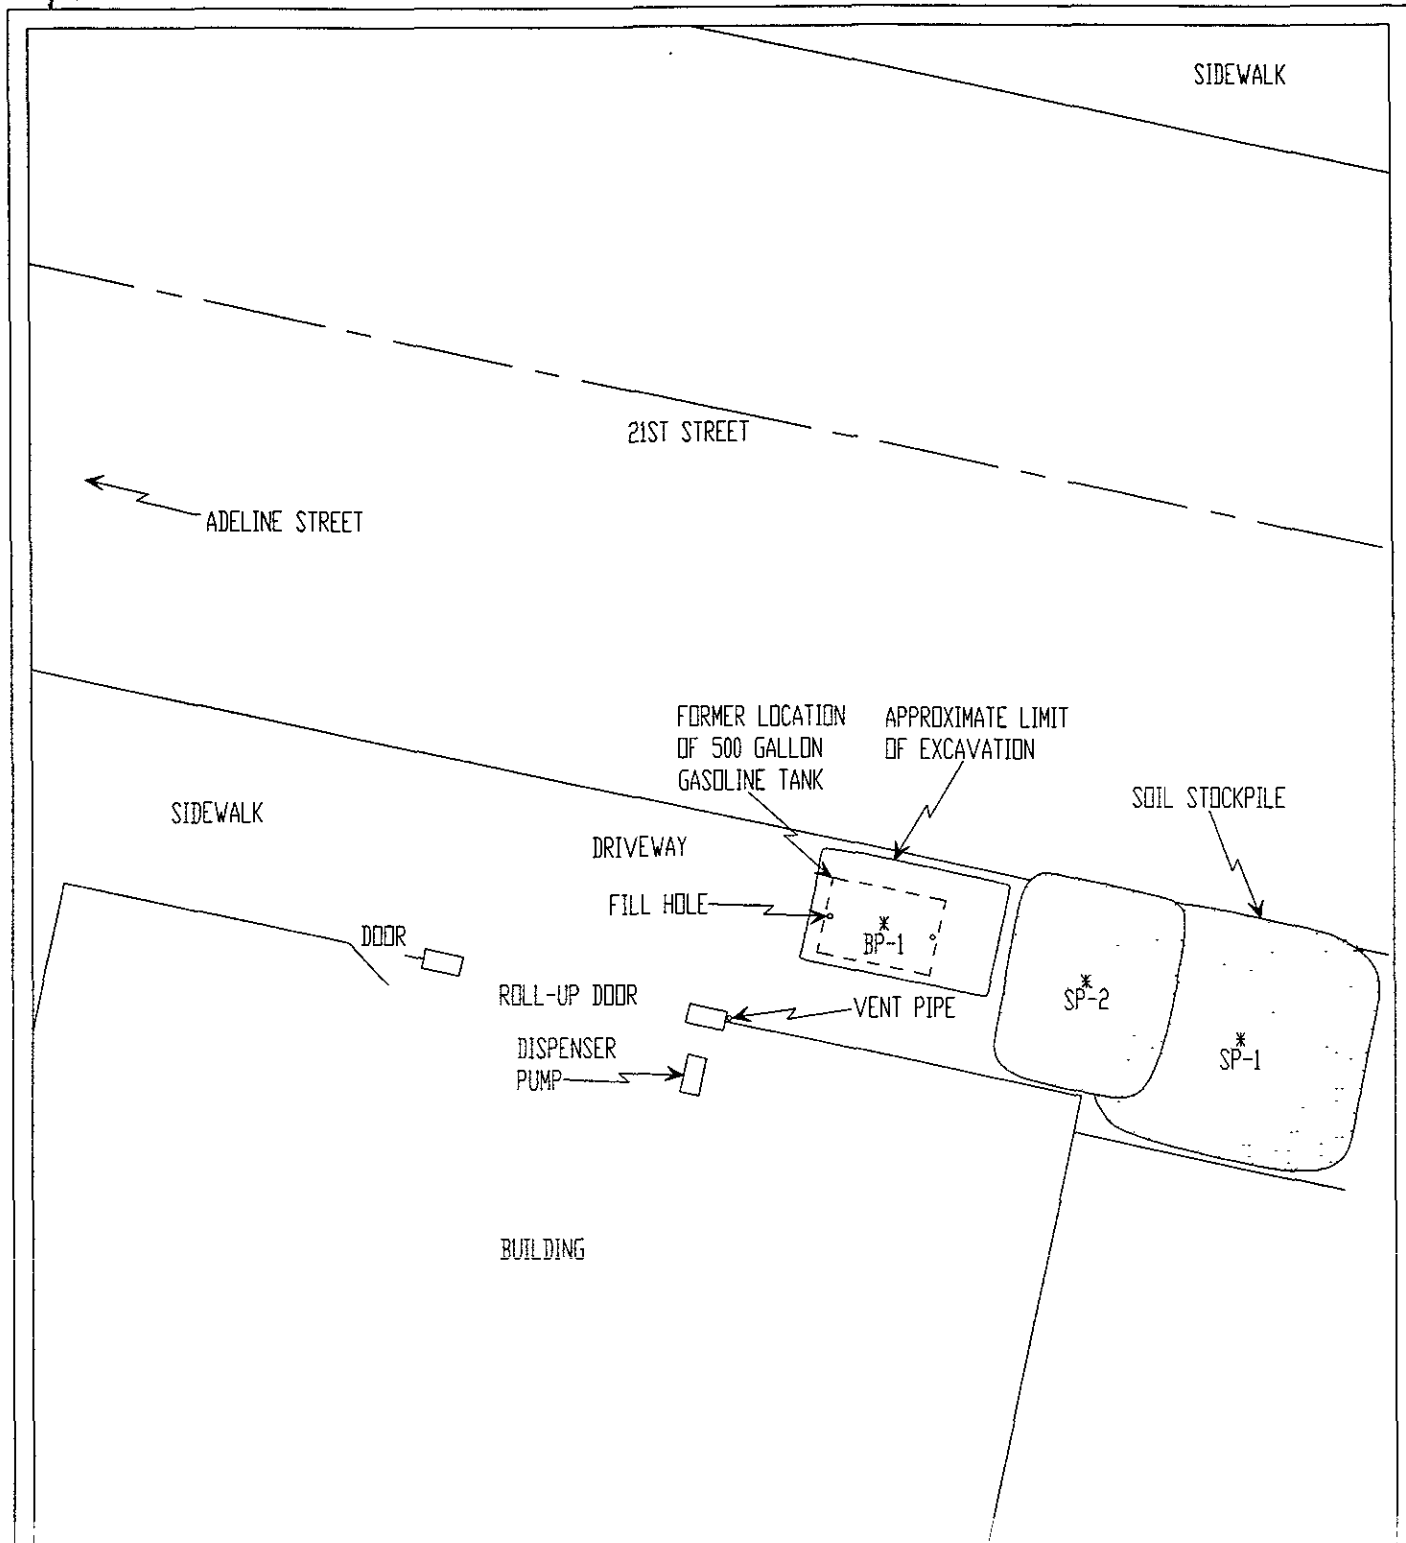 SIDEWALK
21ST STREET
ADELINE STREET
FORMER LOCATION
OF 500 GALLON
GASOLINE TANK
APPROXIMATE LIMIT
OF EXCAVATION
SOIL STOCKPILE
SIDEWALK
DRIVEWAY
FILL HOLE
BP-1
DOOR
ROLL-UP DOOR
VENT PIPE
SP-2
SP-1
DISPENSER
PUMP
BUILDING